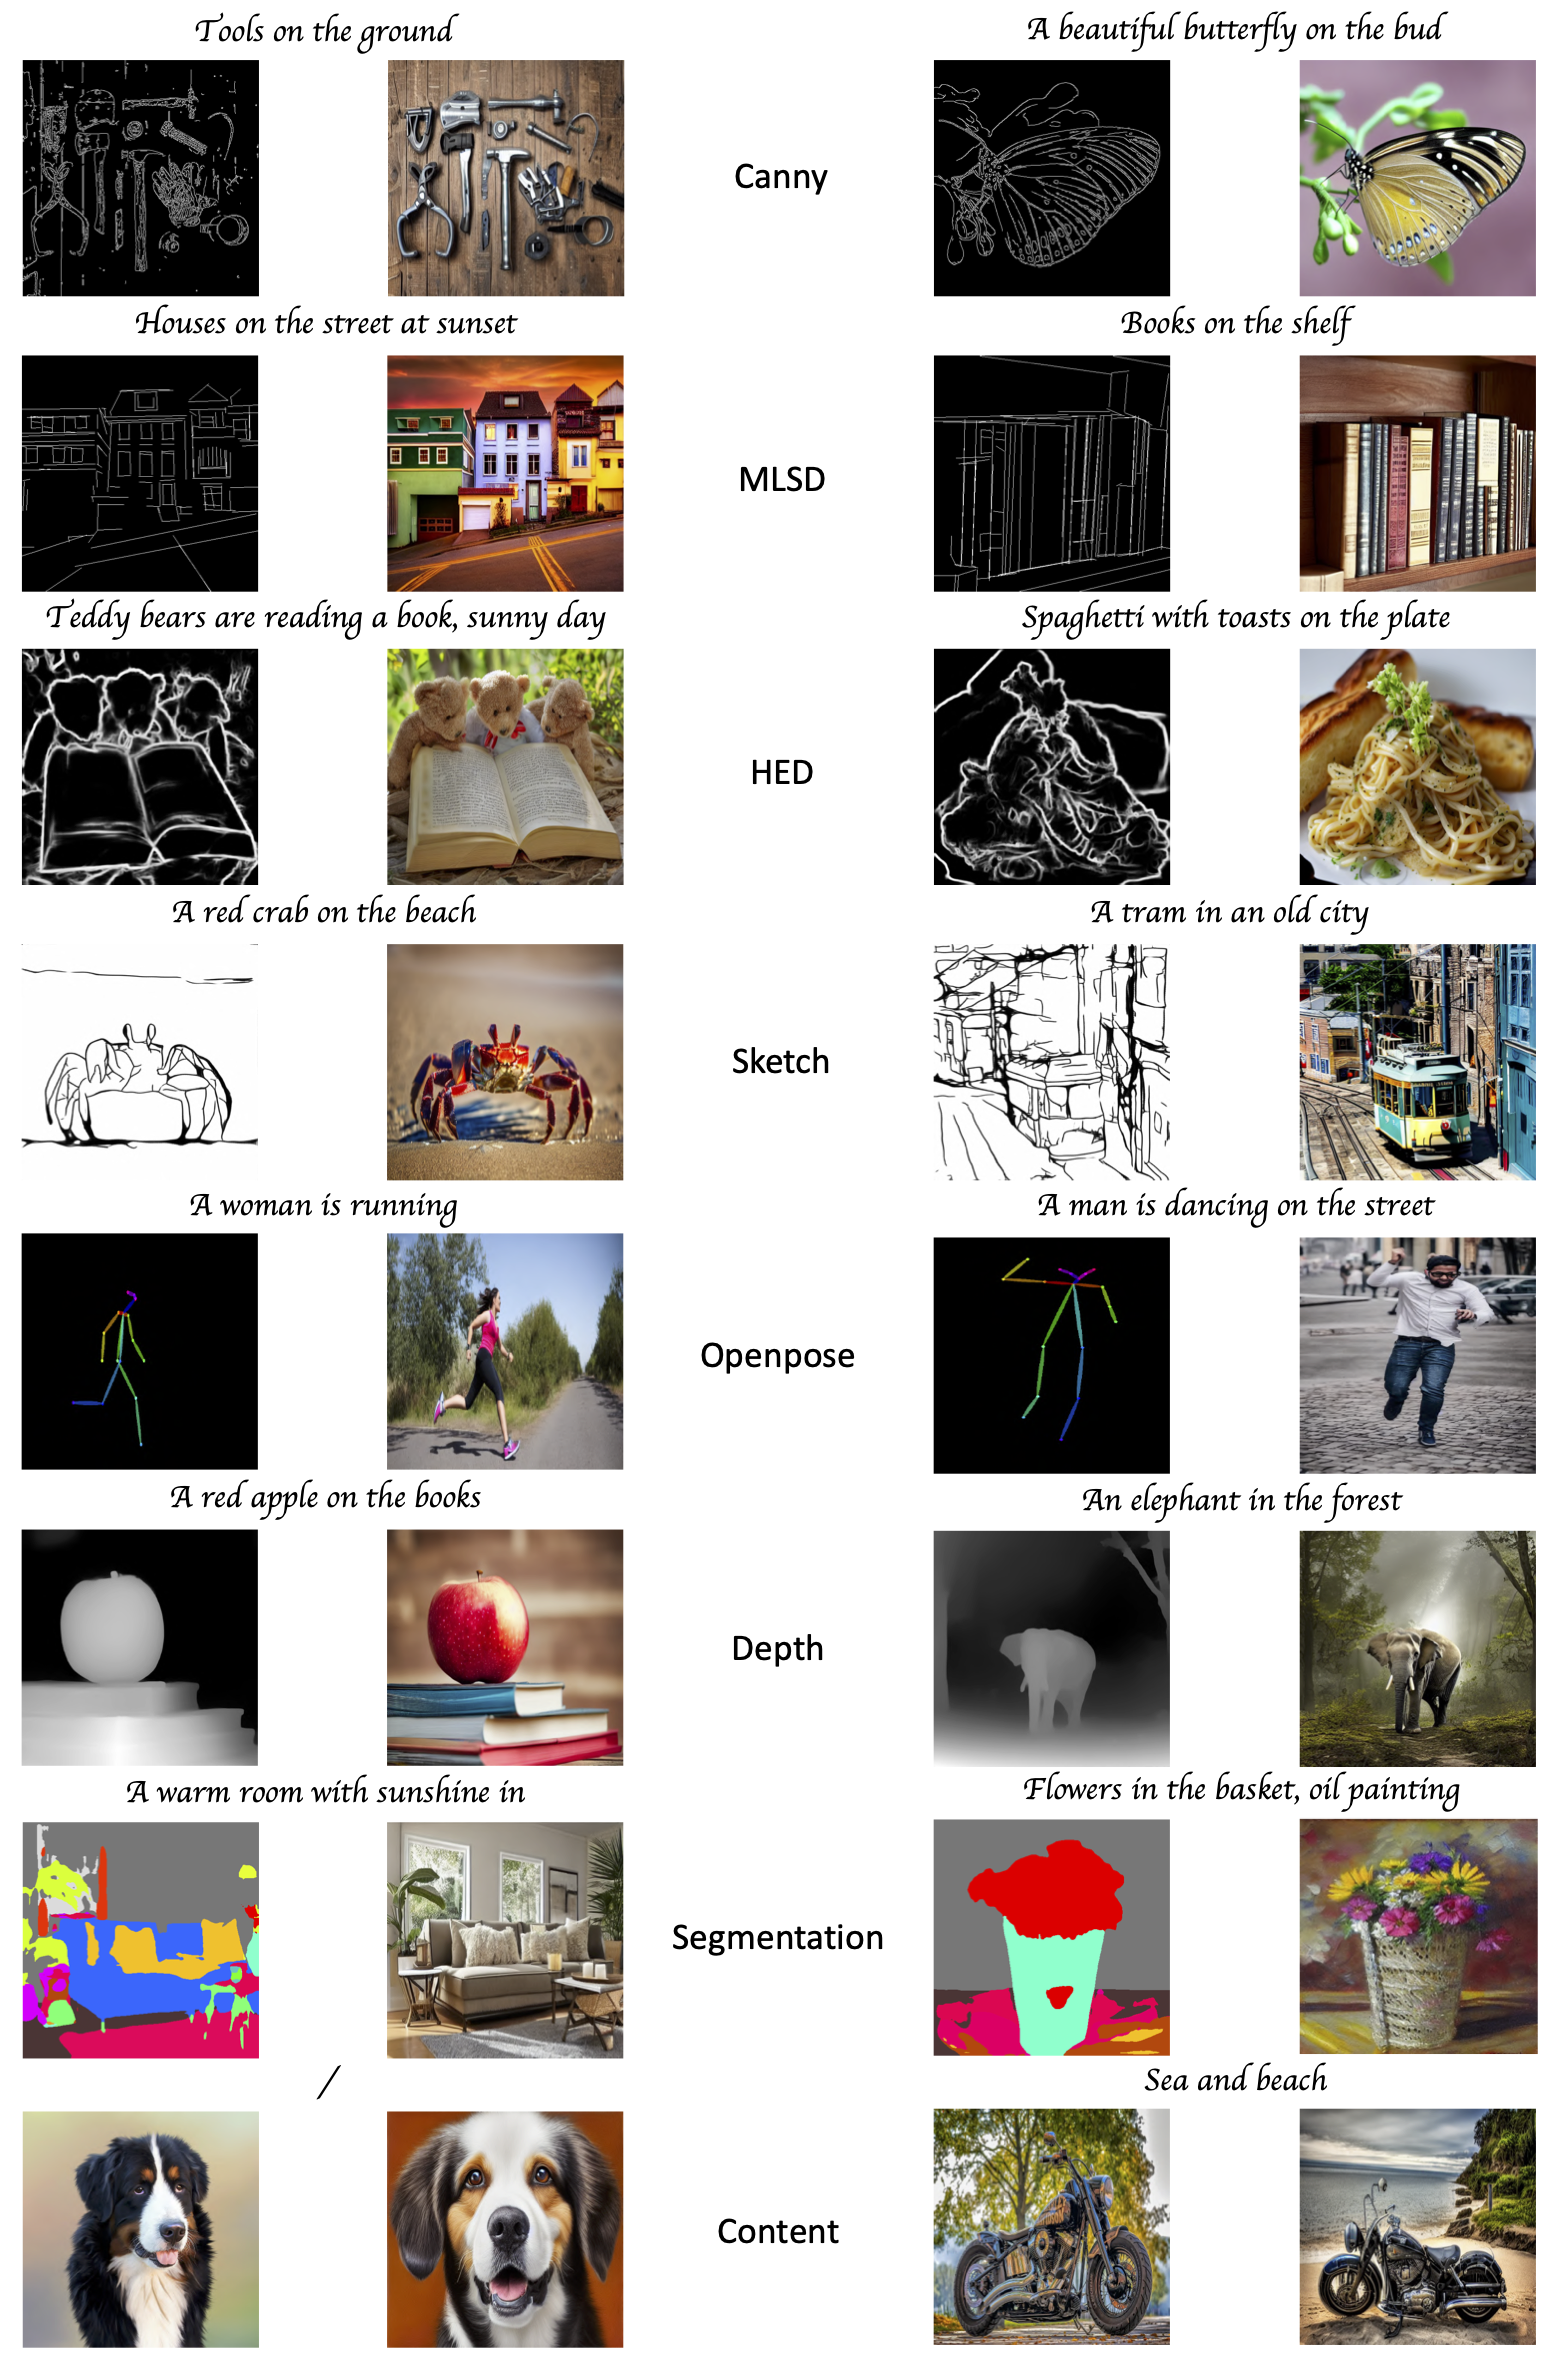 Tools on the ground
A beautiful butterfly on the bud
Canny
Houses on the street at sunset
Books on the shelf
MLSD
Teddy bears are reading a book, sunny day
Spaghetti with toasts on the plate
HED
A red crab on the beach
A tram in an old city
Sketch
A woman is running
A man is dancing on the street
Openpose
A red apple on the books
An elephant in the forest
Depth
A warm room with sunshine in
Flowers in the basket, oil painting
Segmentation
/
Sea and beach
Content